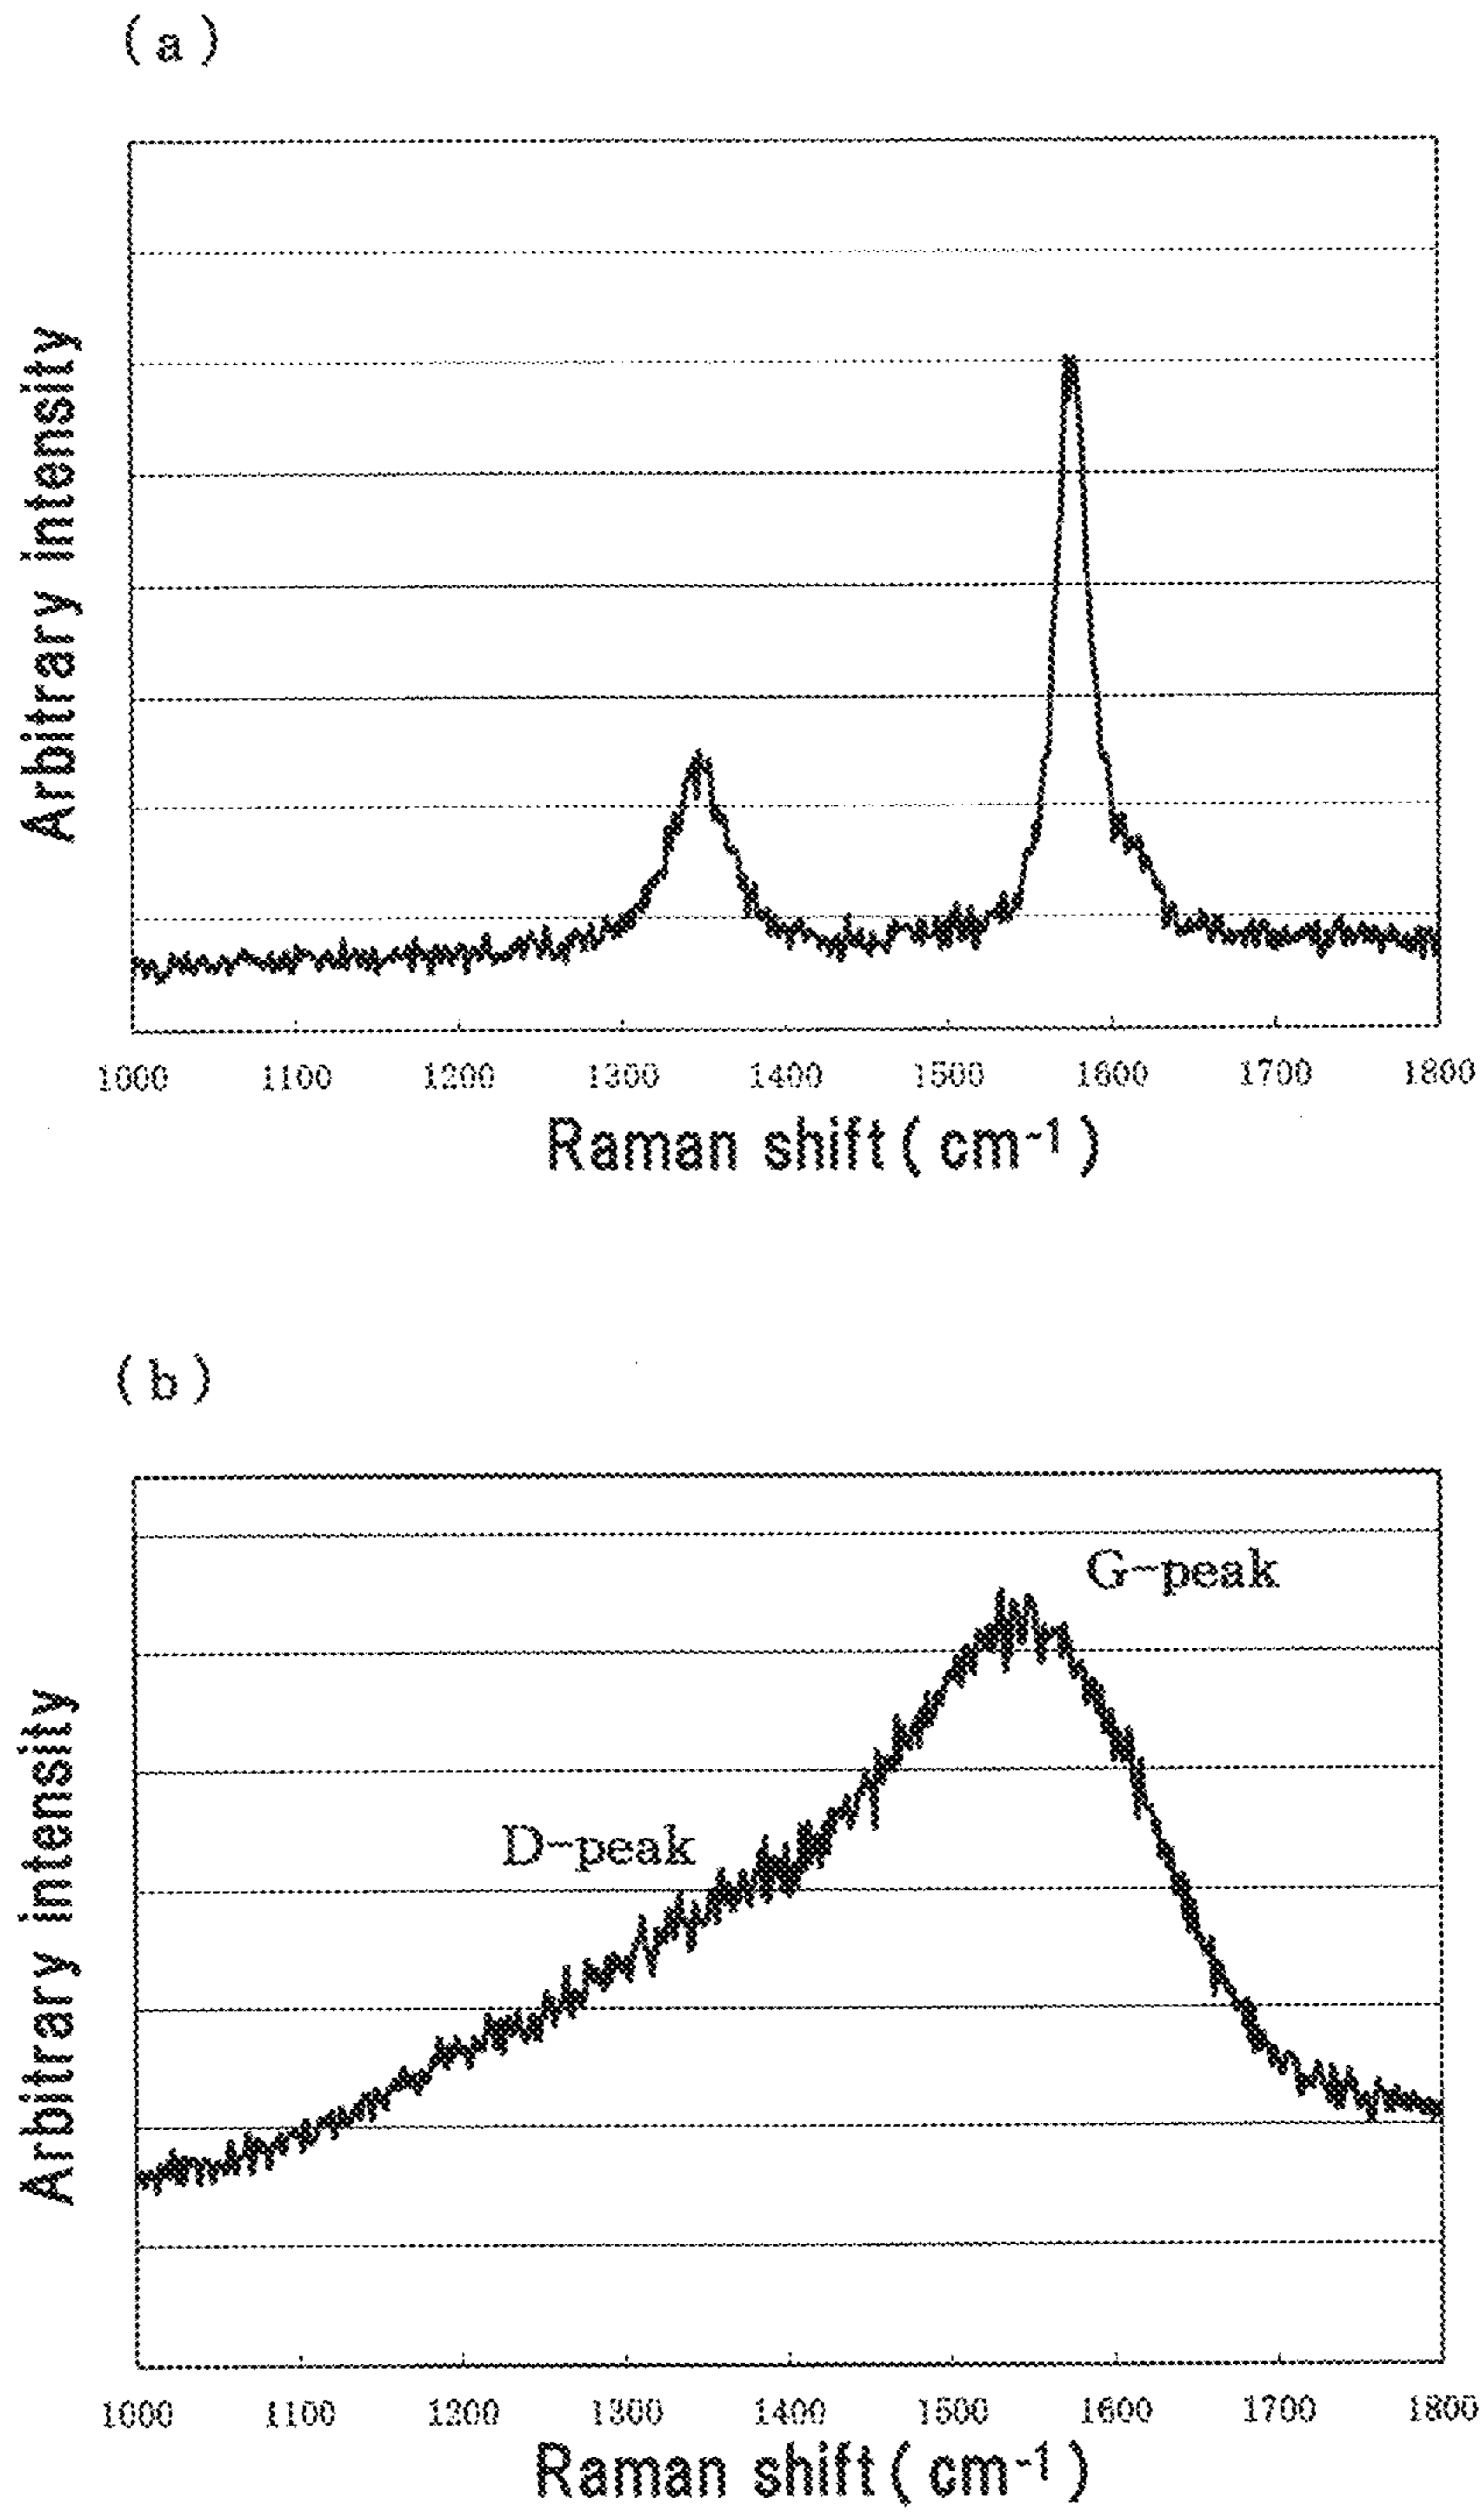 (a)
Arbitrary intensity
1000 1100 1200 1300 1400 1500 1600 1700 1800
Raman shift(cm-1)
(b)
G-peak
D-peak
Arbitrary intensity
1000 1100 1200 1300 1400 1500 1600 1700 1800
Raman shift(cm-1)